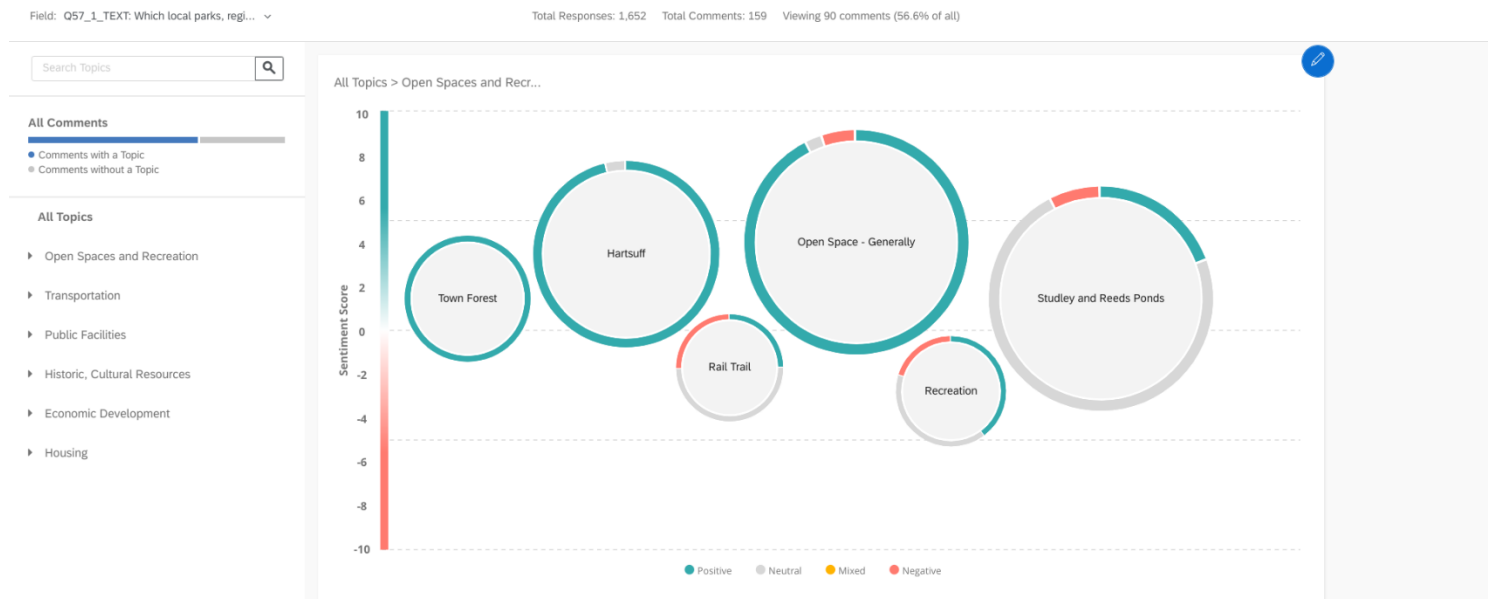 Field: Q57_1_TEXT: Which local parks, regi...
Total Responses: 1,652 Total Comments: 159 Viewing 90 comments (56.6% of all)
Search Topics
All Comments
Comments with a Topic
Comments without a Topic
All Topics
Open Spaces and Recreation
Transportation
Public Facilities
Historic, Cultural Resources
Economic Development
Housing
All Topics > Open Spaces and Recr...
Sentiment Score
10
8
6
4
2
0
-2
-4
-6
-8
-10
Town Forest
Hartsuff
Rail Trail
Open Space - Generally
Recreation
Studley and Reeds Ponds
Positive Neutral Mixed Negative